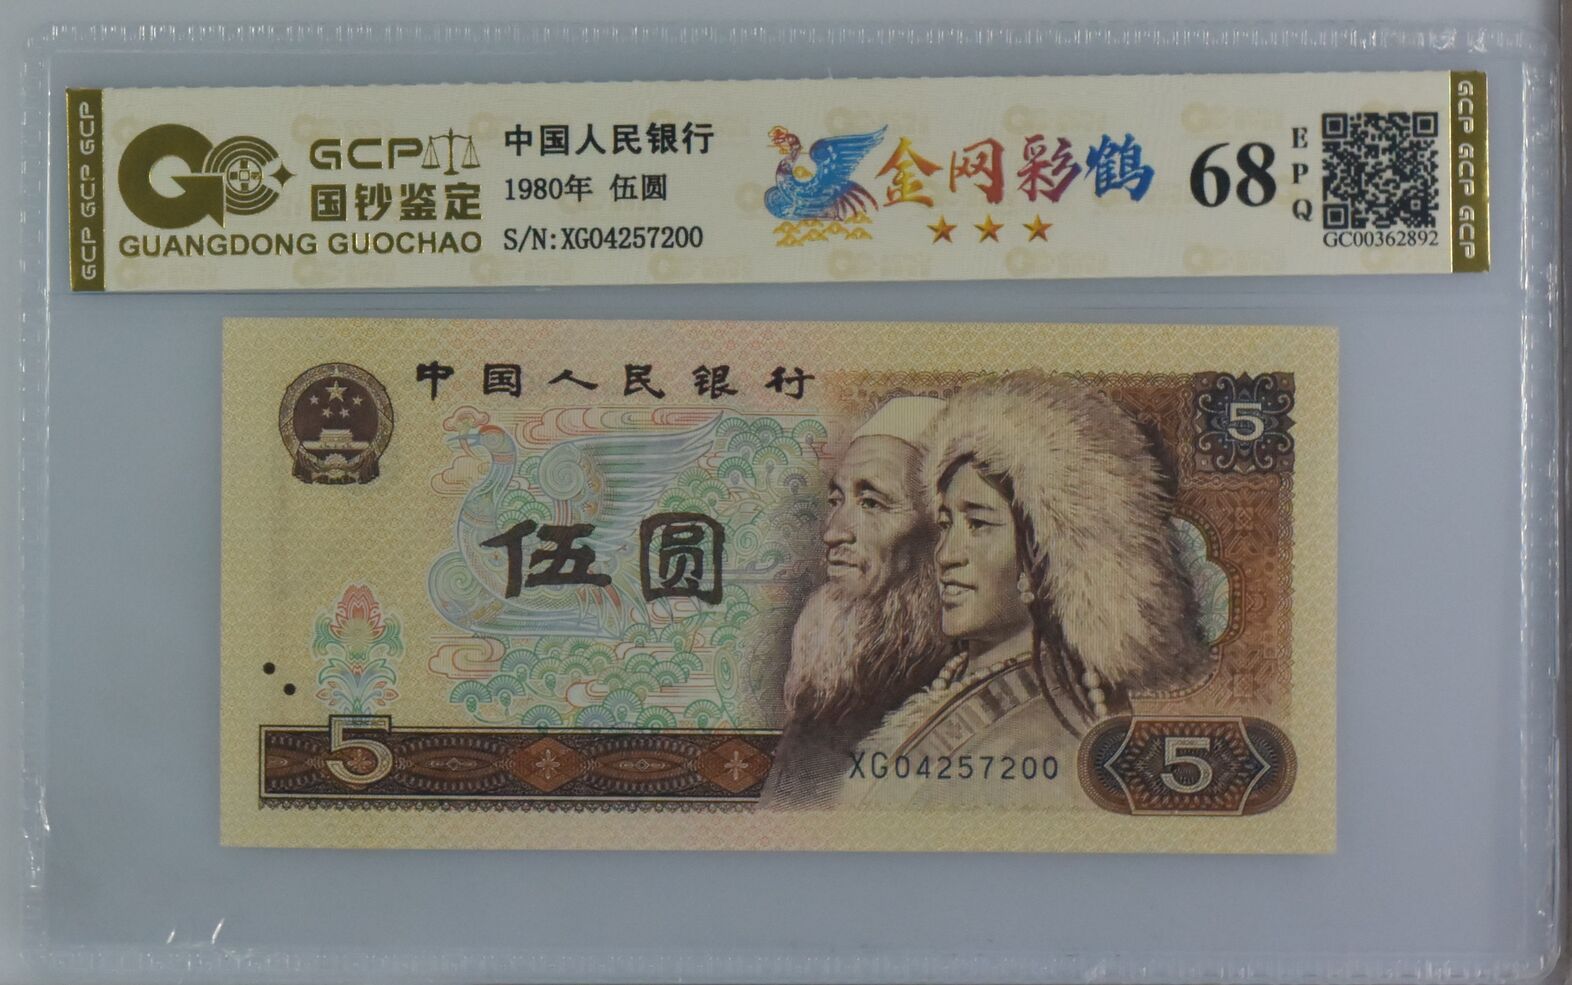 GCP GCP GCP
GCP
国钞鉴定
GUANGDONG GUOCHAO
中国人民银行
1980年 伍圆
S/N:XG04257200
金网彩鹤
68
EPQ
GC00362892
GCP GCP GCP
中国人民银行
5
伍圆
5
XG04257200
5